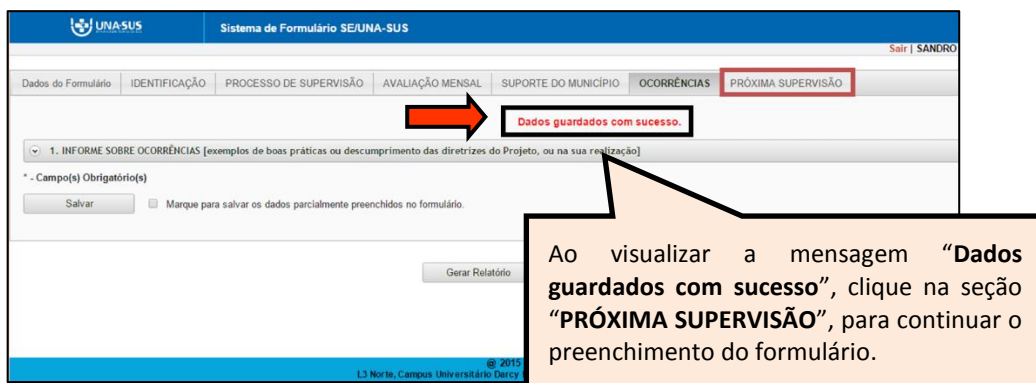 UNA-SUS
Sistema de Formulário SE/UNA-SUS
Sair | SANDRO
Dados do Formulário IDENTIFICAÇÃO PROCESSO DE SUPERVISÃO AVALIAÇÃO MENSAL SUPORTE DO MUNICÍPIO OCORRÊNCIAS PRÓXIMA SUPERVISÃO
Dados guardados com sucesso.
1. INFORME SOBRE OCORRÊNCIAS [exemplos de boas práticas ou descumprimento das diretrizes do Projeto, ou na sua realização]
* - Campo(s) Obrigatório(s)
Salvar Marque para salvar os dados parcialmente preenchidos no formulário.
Gerar Relatório
Ao visualizar a mensagem “Dados
guardados com sucesso”, clique na seção
“PRÓXIMA SUPERVISÃO”, para continuar o
preenchimento do formulário.
@ 2015
L3 Norte, Campus Universitário Darcy